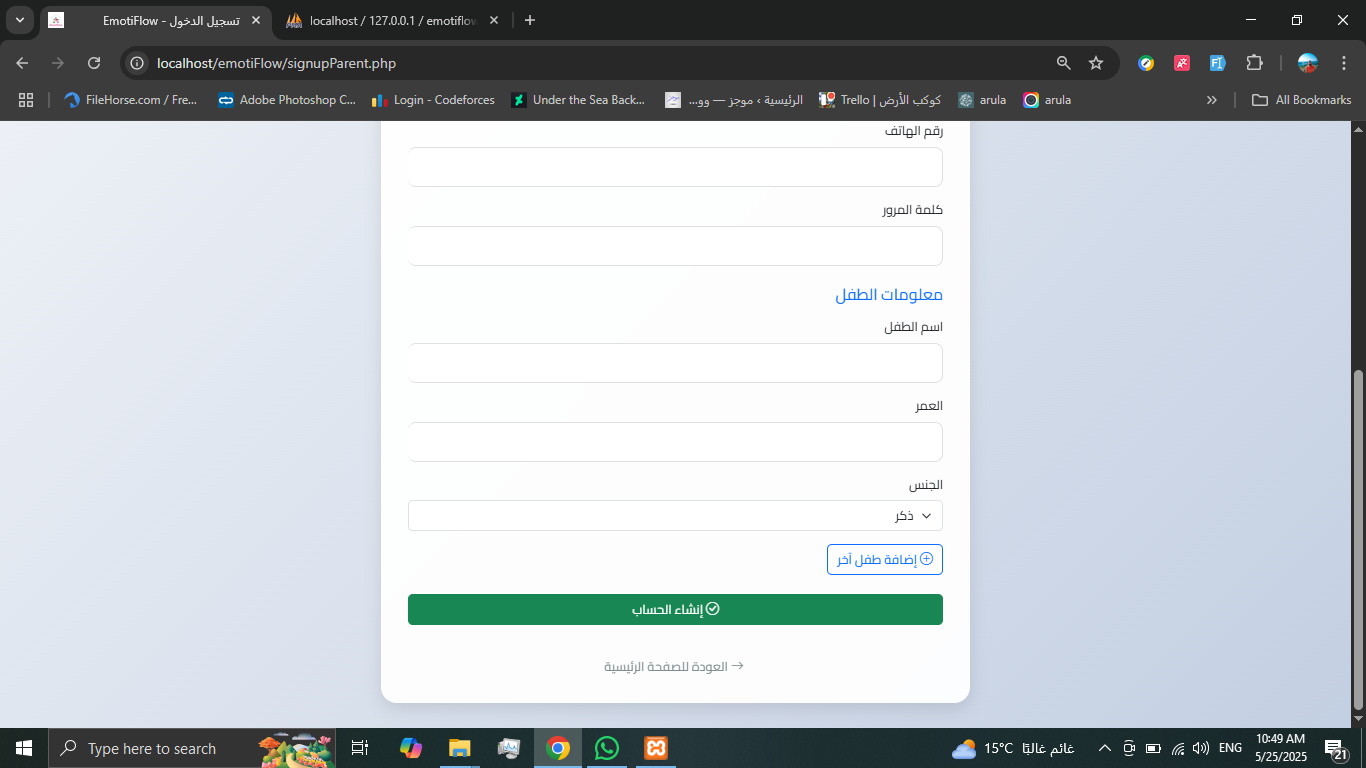 EmotiFlow - تسجيل الدخول
localhost / 127.0.0.1 / emotiflow
localhost/emotiFlow/signupParent.php
FileHorse.com / Fre...
Adobe Photoshop C...
Login - Codeforces
Under the Sea Back...
الرئيسية › موجز — وو...
كوكب الأرض | Trello
arula
arula
All Bookmarks
رقم الهاتف
كلمة المرور
معلومات الطفل
اسم الطفل
العمر
الجنس
ذكر
إضافة طفل آخر
إنشاء الحساب
العودة للصفحة الرئيسية
Type here to search
15°C غائم غالبًا
ENG
10:49 AM
5/25/2025
21